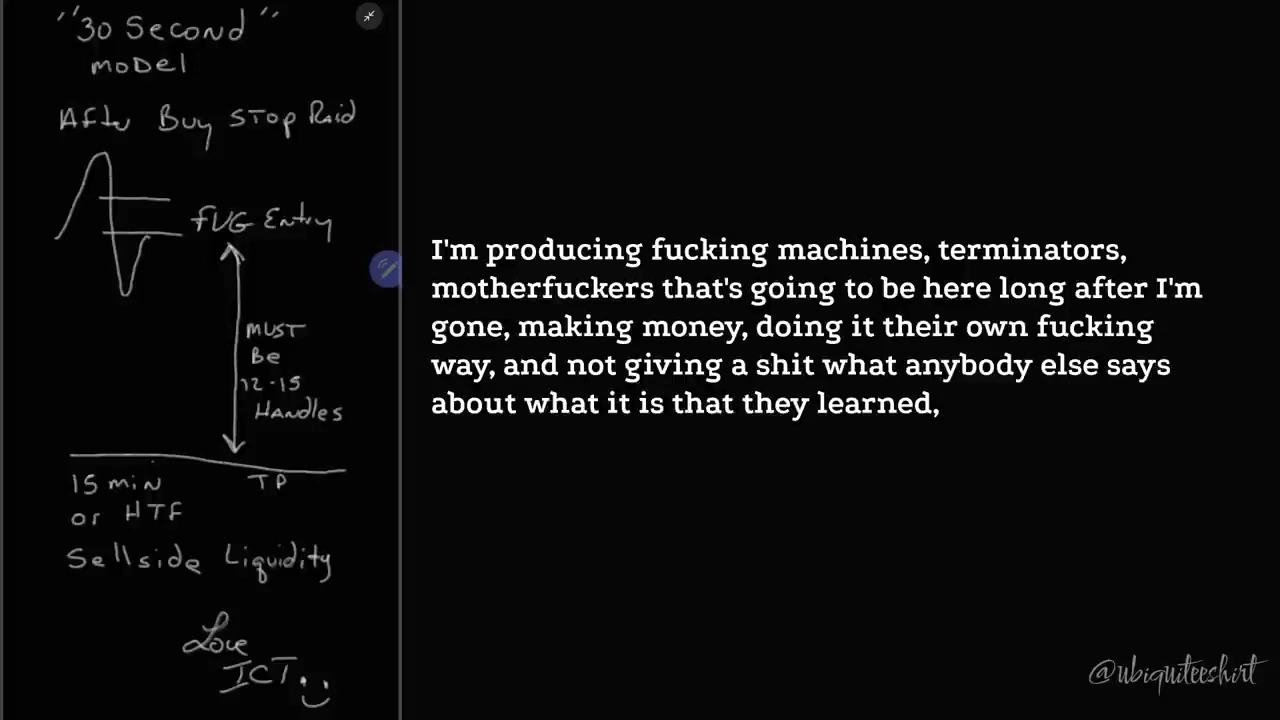 "30 Second"
model
After Buy STop Raid
FVG Entry
MUST
Be
12-15
HANdles
15 min
TP
or HTF
Sellside Liquidity
Love
ICT
I'm producing fucking machines, terminators,
motherfuckers that's going to be here long after I'm
gone, making money, doing it their own fucking
way, and not giving a shit what anybody else says
about what it is that they learned,
@ubiquiteeshirt